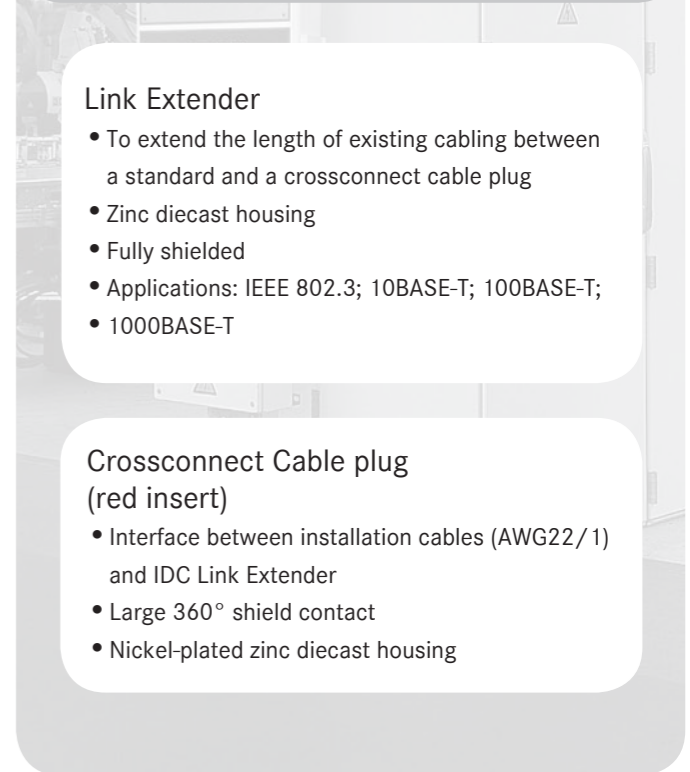 Link Extender
• To extend the length of existing cabling between
a standard and a crossconnect cable plug
• Zinc diecast housing
• Fully shielded
• Applications: IEEE 802.3; 10BASE-T; 100BASE-T;
• 1000BASE-T
Crossconnect Cable plug
(red insert)
• Interface between installation cables (AWG22/1)
and IDC Link Extender
• Large 360° shield contact
• Nickel-plated zinc diecast housing